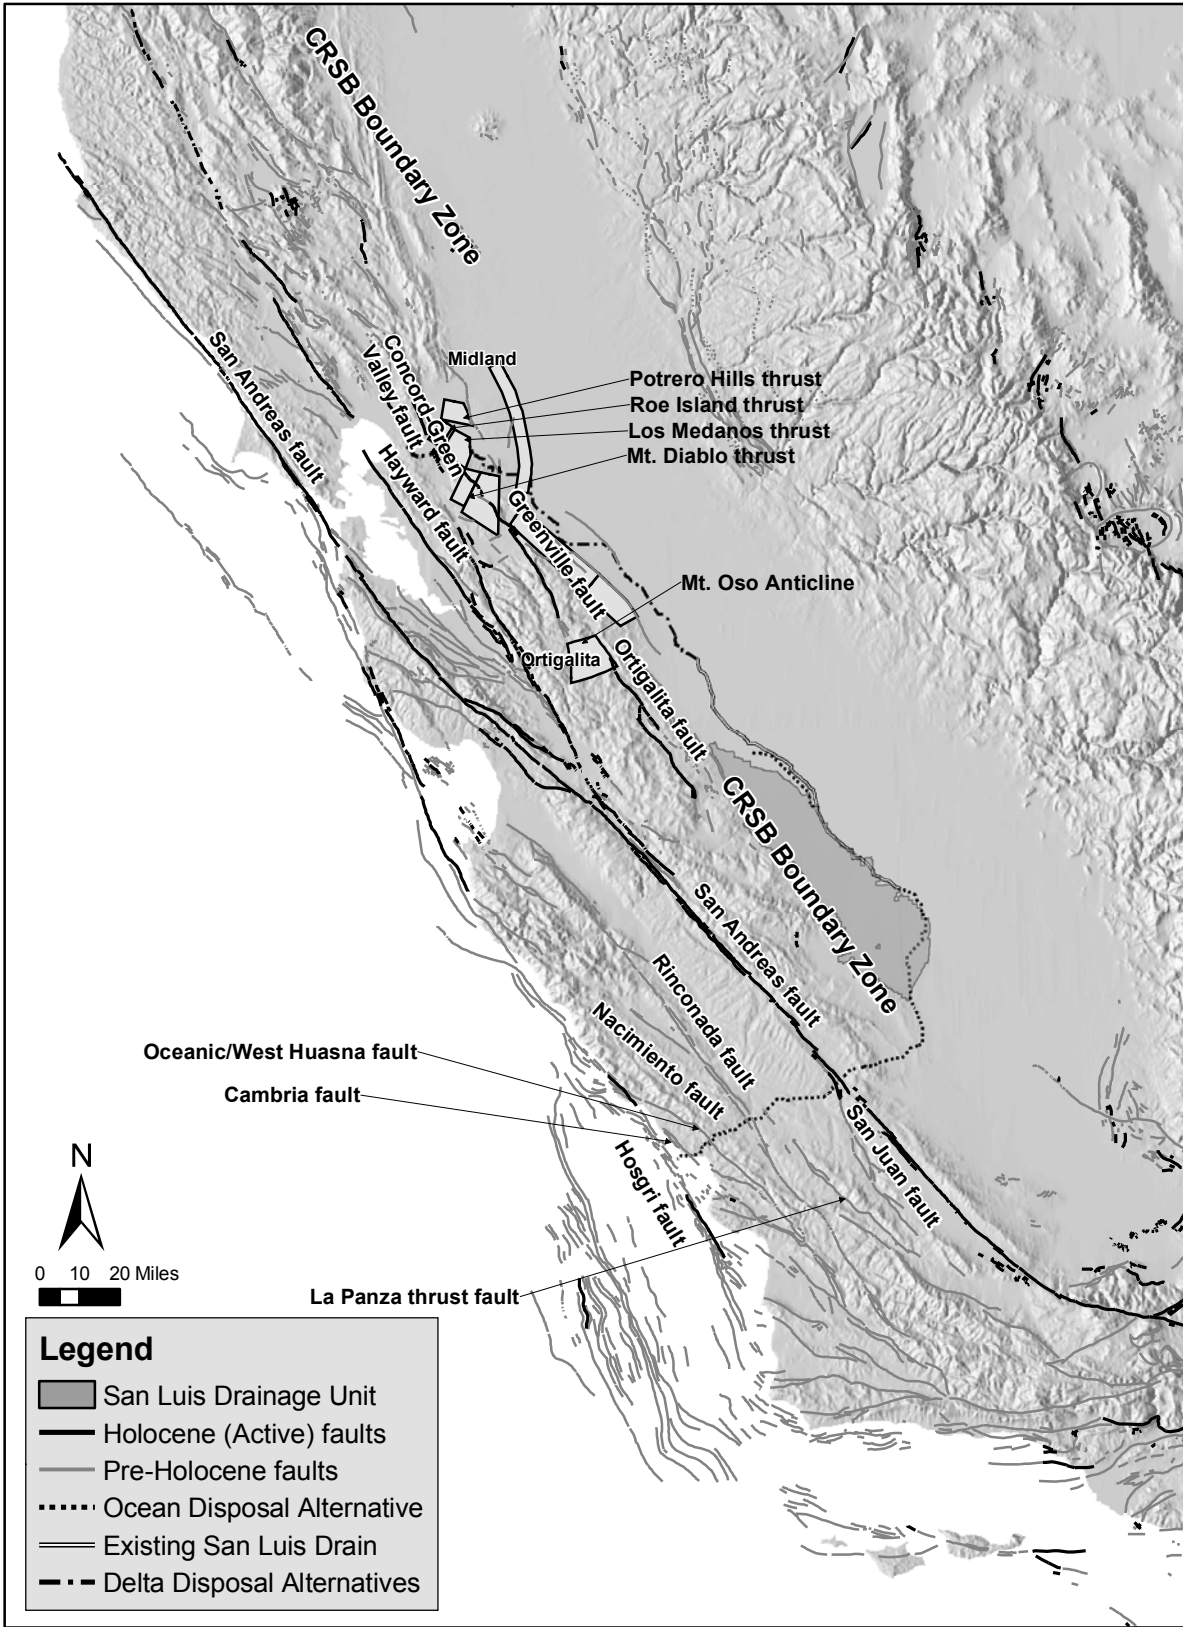 CRSB Boundary Zone
San Andreas fault
Concord-Green
Valley fault
Midland
Potrero Hills thrust
Roe Island thrust
Los Medanos thrust
Mt. Diablo thrust
Hayward fault
Greenville fault
Mt. Oso Anticline
Ortigalita
Ortigalita fault
CRSB Boundary Zone
San Andreas fault
Rinconada fault
Nacimiento fault
Oceanic/West Huasna fault
Cambria fault
San Juan fault
Hosgri fault
La Panza thrust fault
N
0 10 20 Miles
Legend
San Luis Drainage Unit
Holocene (Active) faults
Pre-Holocene faults
Ocean Disposal Alternative
Existing San Luis Drain
Delta Disposal Alternatives